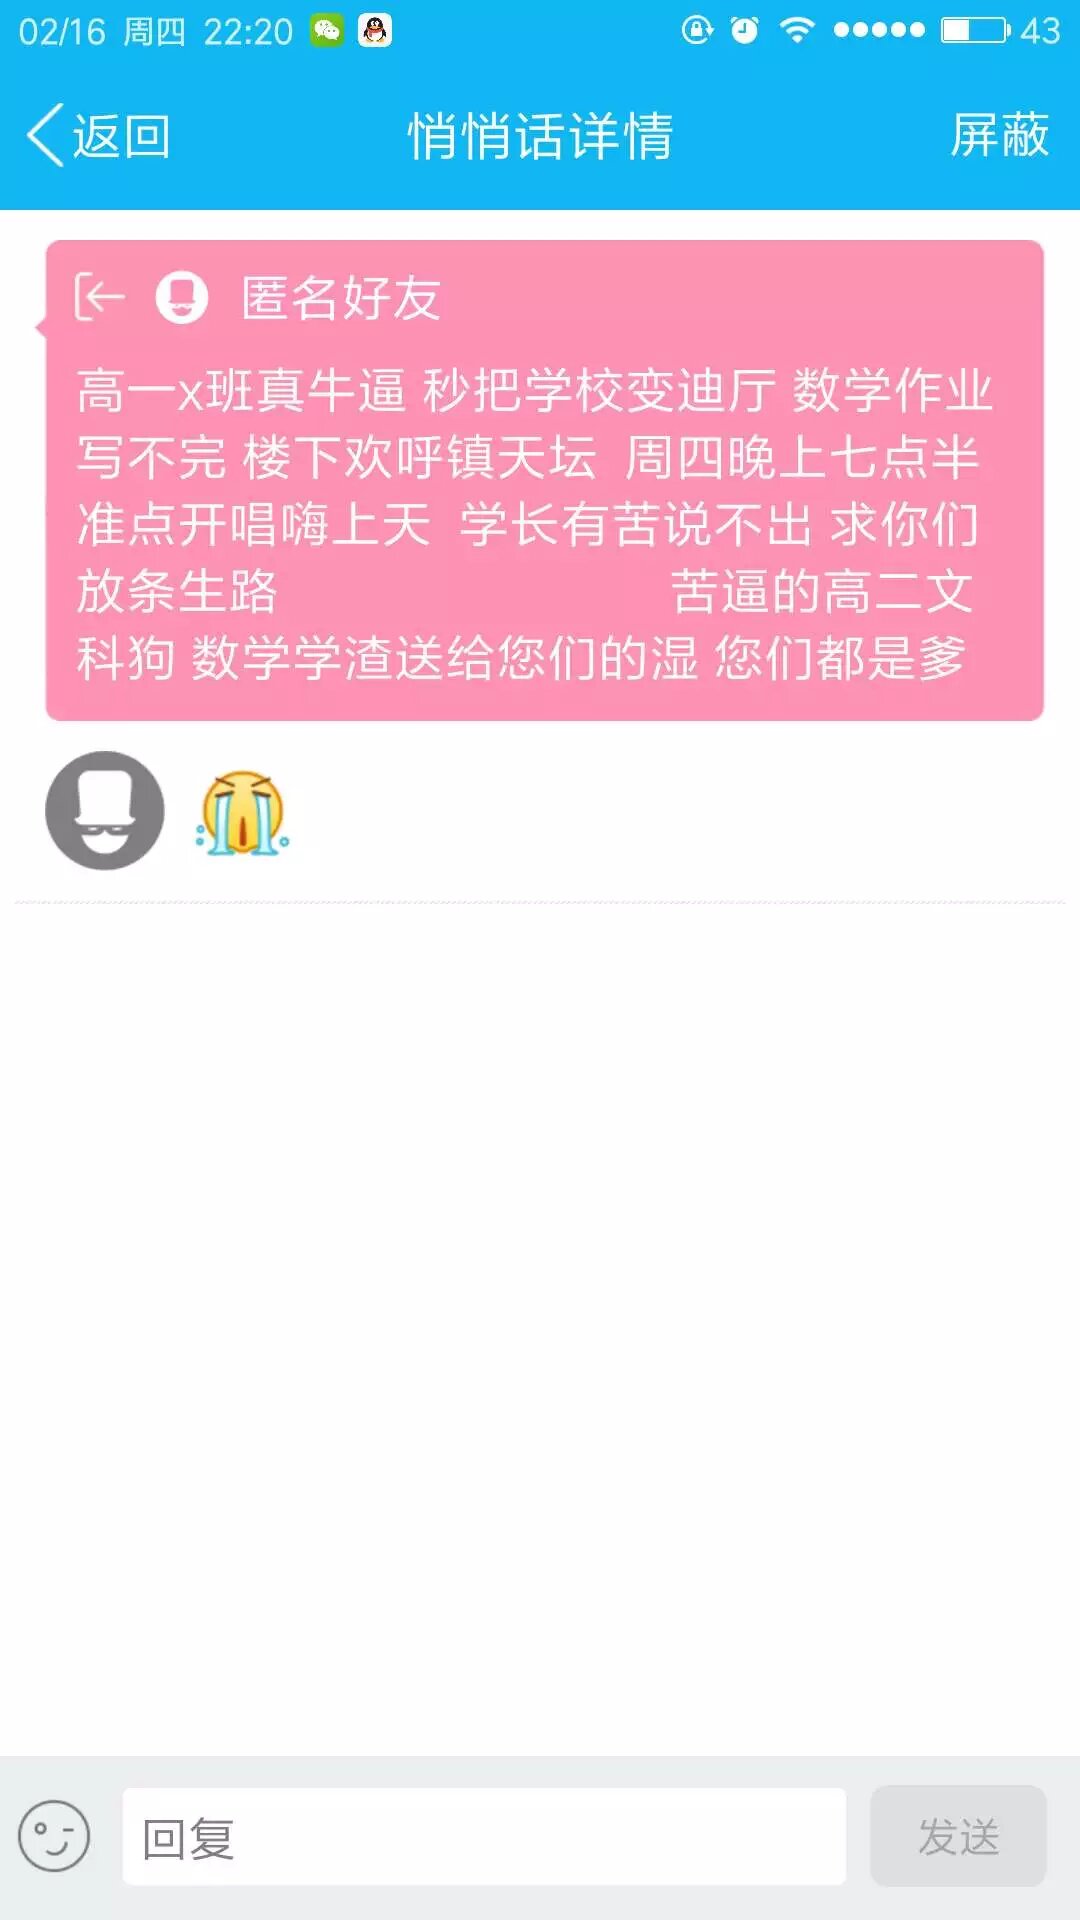 02/16 周四 22:20 43
返回 悄悄话详情 屏蔽
匿名好友
高一x班真牛逼 秒把学校变迪厅 数学作业
写不完 楼下欢呼镇天坛 周四晚上七点半
准点开唱嗨上天 学长有苦说不出 求你们
放条生路 苦逼的高二文
科狗 数学学渣送给您们的湿 您们都是爹
回复 发送